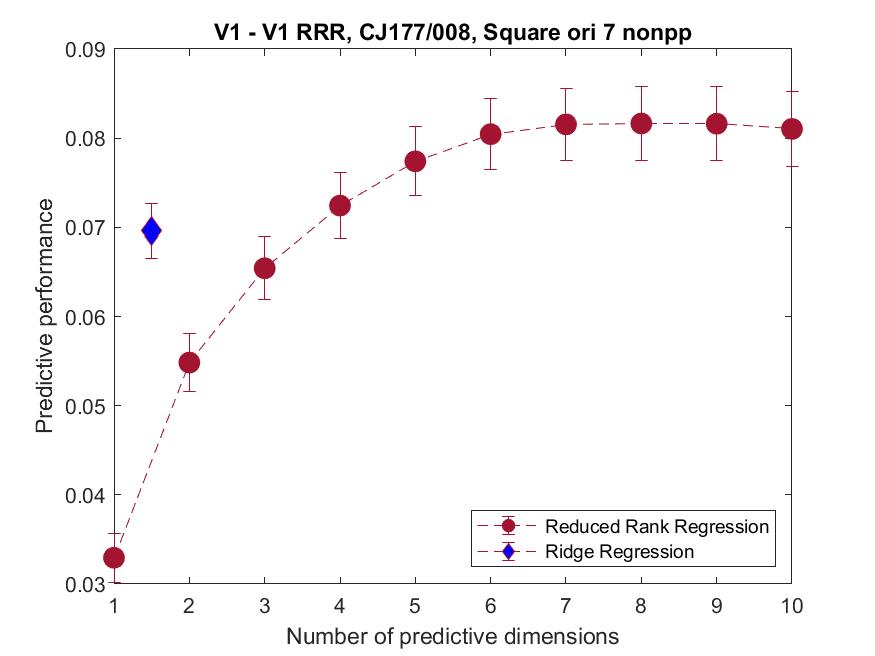 V1 - V1 RRR, CJ177/008, Square ori 7 nonpp
0.09
0.08
0.07
0.06
0.05
0.04
0.03
Predictive performance
Reduced Rank Regression
Ridge Regression
1 2 3 4 5 6 7 8 9 10
Number of predictive dimensions